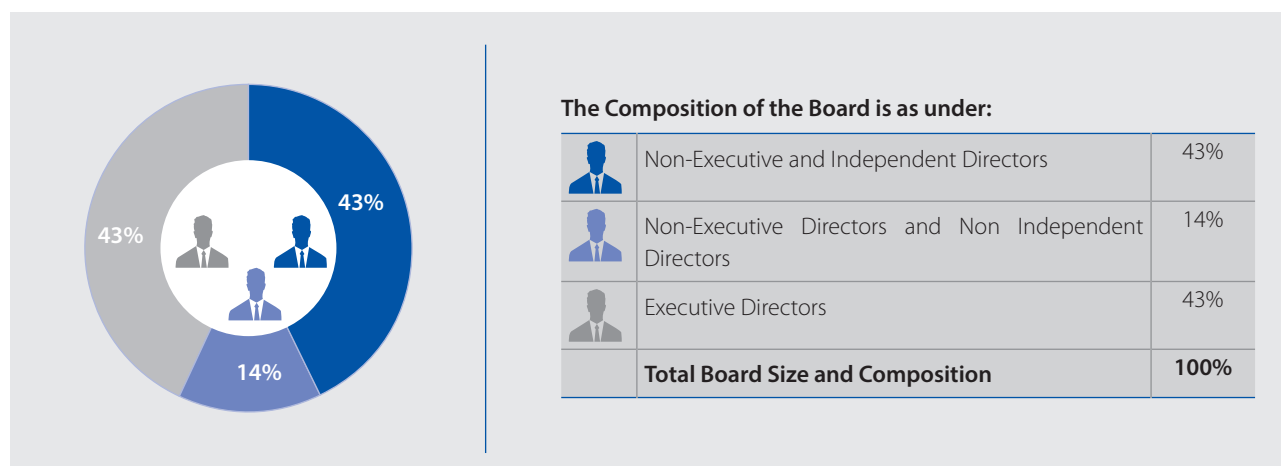 43%
43%
14%
The Composition of the Board is as under:
Non-Executive and Independent Directors 43%
Non-Executive Directors and Non Independent 14%
Directors
Executive Directors 43%
Total Board Size and Composition 100%